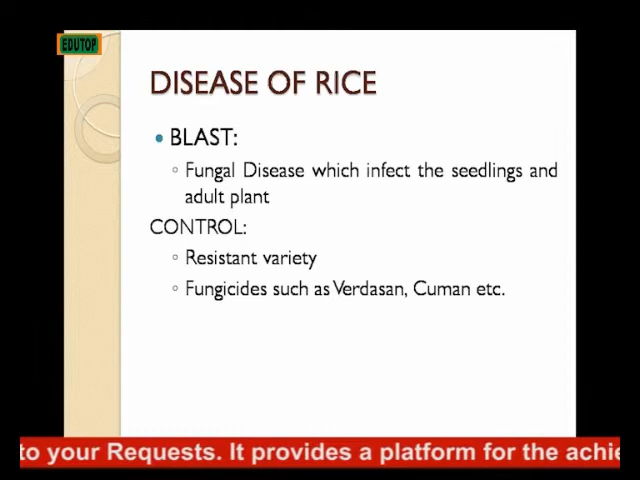 EDUTOP
DISEASE OF RICE
• BLAST:
◦ Fungal Disease which infect the seedlings and
adult plant
CONTROL:
◦ Resistant variety
◦ Fungicides such as Verdasan, Cuman etc.
to your Requests. It provides a platform for the achie